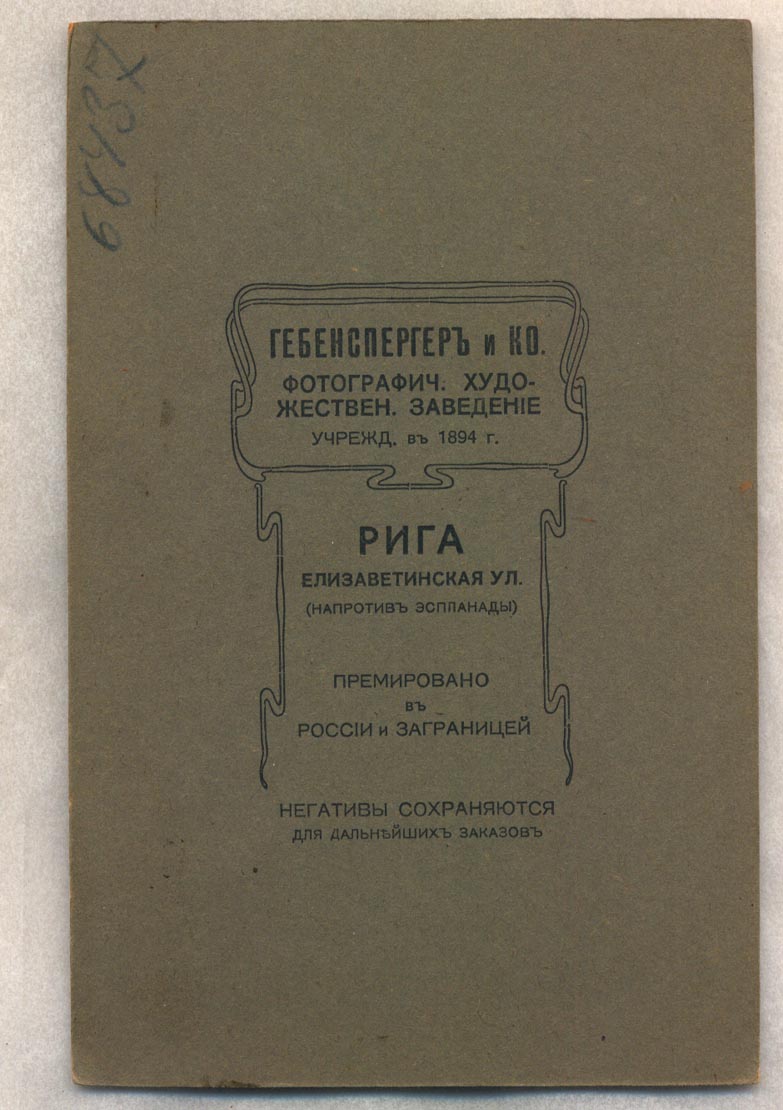 68437
ГЕБЕНСПЕРГЕРЪ и КО.
ФОТОГРАФИЧ. ХУДО-
ЖЕСТВЕН. ЗАВЕДЕНІЕ
УЧРЕЖД. въ 1894 г.
РИГА
ЕЛИЗАВЕТИНСКАЯ УЛ.
(НАПРОТИВЪ ЭСПЛАНАДЫ)
ПРЕМИРОВАНО
ВЪ
РОССІИ и ЗАГРАНИЦЕЙ
НЕГАТИВЫ СОХРАНЯЮТСЯ
ДЛЯ ДАЛЬНѢЙШИХЪ ЗАКАЗОВЪ